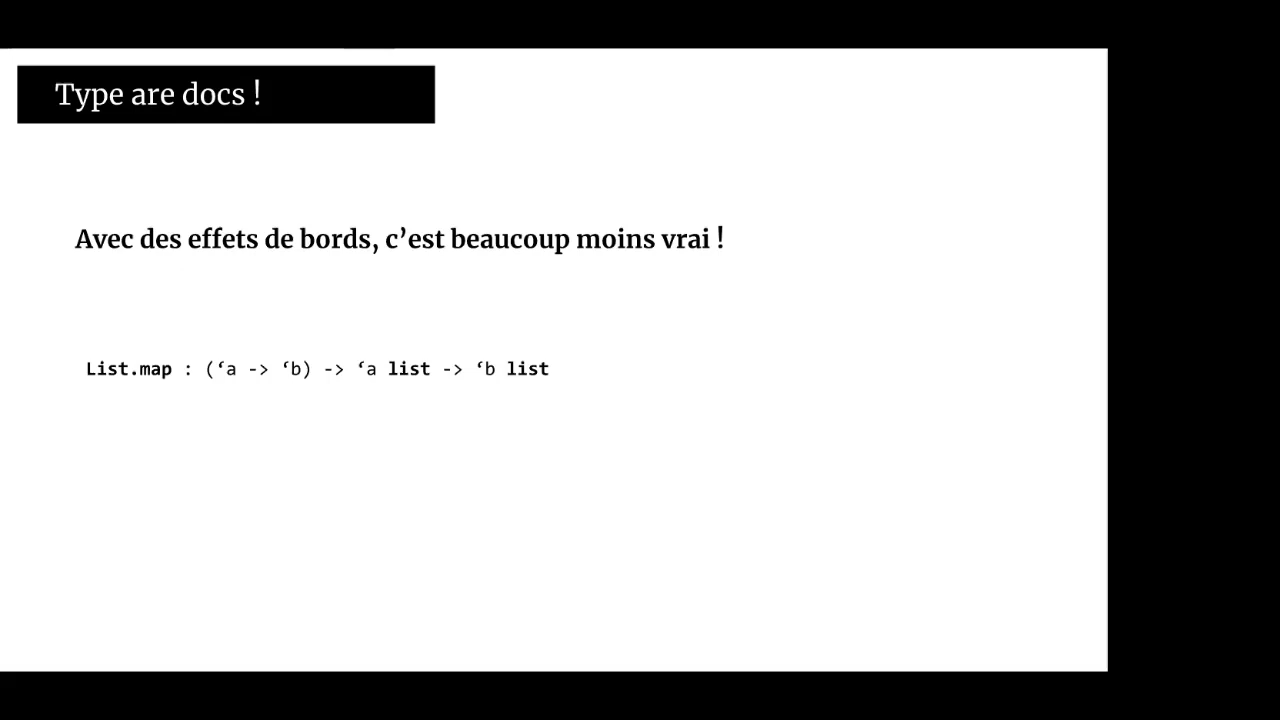 Type are docs !
Avec des effets de bords, c’est beaucoup moins vrai !
List.map : (‘a -> ‘b) -> ‘a list -> ‘b list